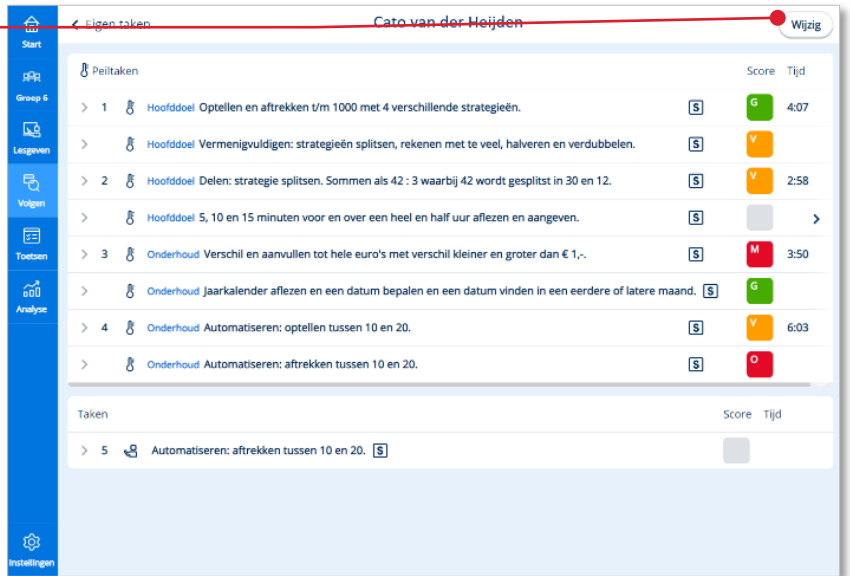 Eigen taken
Cato van der Heijden
Wijzig
Start
Groep 6
Lesgeven
Volgen
Toetsen
Analyse
Instellingen
Peiltaken Score Tijd
1 Hoofddoel Optellen en aftrekken t/m 1000 met 4 verschillende strategieën. S G 4:07
Hoofddoel Vermenigvuldigen: strategieën splitsen, rekenen met te veel, halveren en verdubbelen. S V
2 Hoofddoel Delen: strategie splitsen. Sommen als 42 : 3 waarbij 42 wordt gesplitst in 30 en 12. S V 2:58
Hoofddoel 5, 10 en 15 minuten voor en over een heel en half uur aflezen en aangeven. S
3 Onderhoud Verschil en aanvullen tot hele euro's met verschil kleiner en groter dan € 1,-. S M 3:50
Onderhoud Jaarkalender aflezen en een datum bepalen en een datum vinden in een eerdere of latere maand. S G
4 Onderhoud Automatiseren: optellen tussen 10 en 20. S V 6:03
Onderhoud Automatiseren: aftrekken tussen 10 en 20. S O
Taken Score Tijd
5 Automatiseren: aftrekken tussen 10 en 20. S